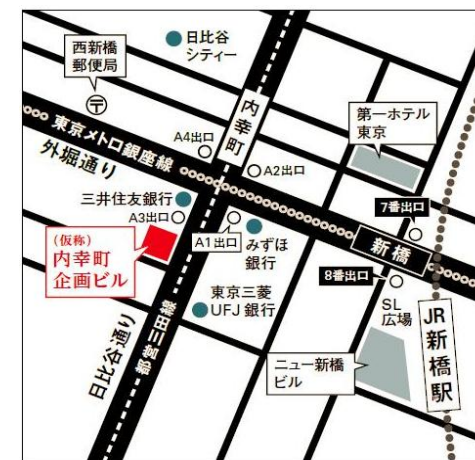 日比谷
シティー
西新橋
郵便局
〒
内幸町
第一ホテル
東京
東京メトロ銀座線
外堀通り
A4出口
A2出口
三井住友銀行
A3出口
7番出口
(仮称)
内幸町
企画ビル
A1出口
みずほ
銀行
新橋
8番出口
東京三菱
UFJ銀行
SL
広場
JR新橋駅
日比谷通り
都営三田線
ニュー新橋
ビル